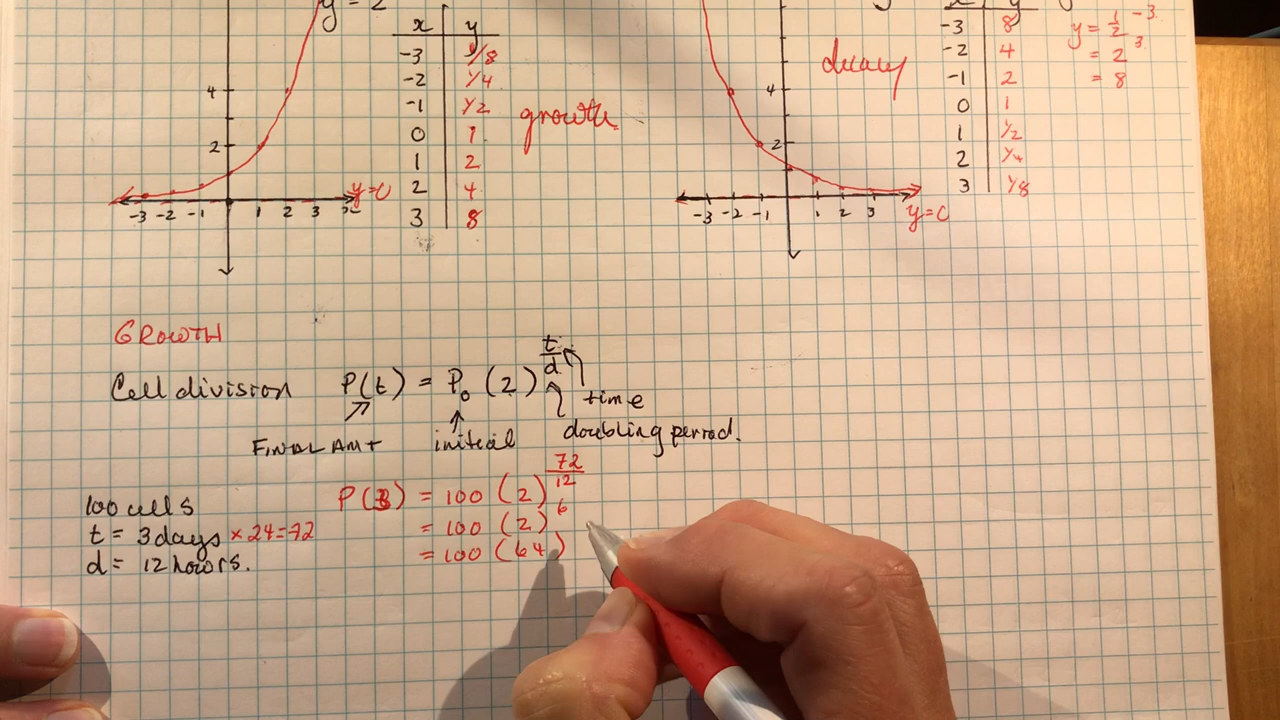 y = 2
x y
-3 1/8
-2 1/4
-1 1/2
0 1
1 2
2 4
3 8
growth
4
2
-3 -2 -1 1 2 3 x
y=0
decay
4
2
-3 -2 -1 1 2 3
y=0
x y
-3 8
-2 4
-1 2
0 1
1 1/2
2 1/4
3 1/8
y = 1/2 -3
= 2 3
= 8
GROWTH
Cell division P(t) = P₀ (2) t/d
time
FINAL AMT initial doubling period.
100 cells
t = 3 days × 24 = 72
d = 12 hours.
P(3) = 100 (2) 72/12
= 100 (2) 6
= 100 (64)